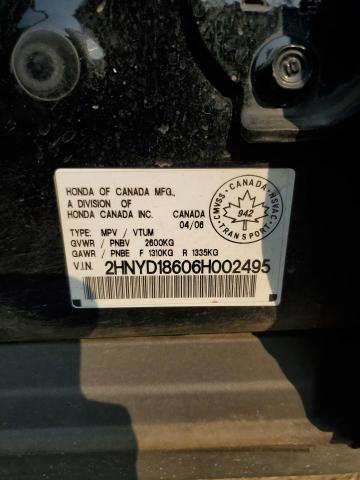 HONDA OF CANADA MFG.,
A DIVISION OF
HONDA CANADA INC. CANADA
04/06
TYPE: MPV / VTUM
GVWR / PNBV 2600KG
GAWR / PNBE F 1310KG R 1335KG
V.I.N. 2HNYD18606H002495
CMVSS - CANADA - NSVAC
942
TRANSPORT